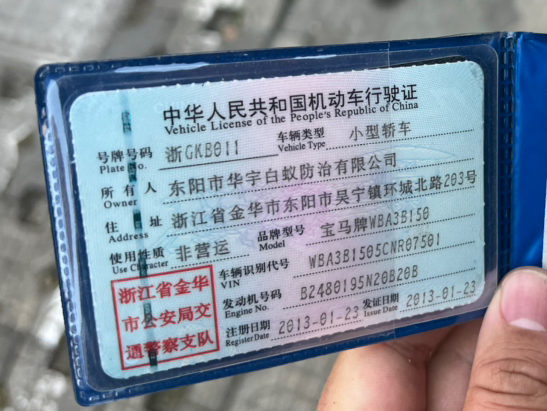 中华人民共和国机动车行驶证
Vehicle License of the People's Republic of China
号牌号码 浙GKB011 车辆类型 小型轿车
Plate No. Vehicle Type
所有人 东阳市华宇白蚁防治有限公司
Owner
住址 浙江省金华市东阳市吴宁镇环城北路203号
Address
使用性质 非营运 品牌型号 宝马牌WBA3B150
Use Character Model
车辆识别代号 WBA3B1505CNR07501
VIN
发动机号码 B2480195N20B20B
Engine No.
注册日期 2013-01-23 发证日期 2013-01-23
Register Date Issue Date
浙江省金华
市公安局交
通警察支队